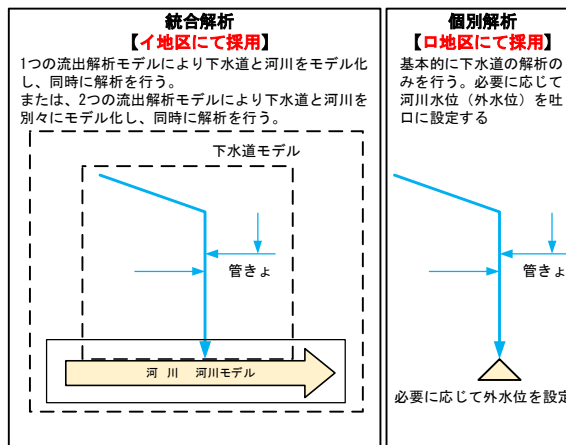 統合解析
【イ地区にて採用】
1つの流出解析モデルにより下水道と河川をモデル化
し、同時に解析を行う。
または、2つの流出解析モデルにより下水道と河川を
別々にモデル化し、同時に解析を行う。
下水道モデル
管きょ
河 川 河川モデル
個別解析
【ロ地区にて採用】
基本的に下水道の解析の
みを行う。必要に応じて
河川水位（外水位）を吐
口に設定する
管きょ
必要に応じて外水位を設定